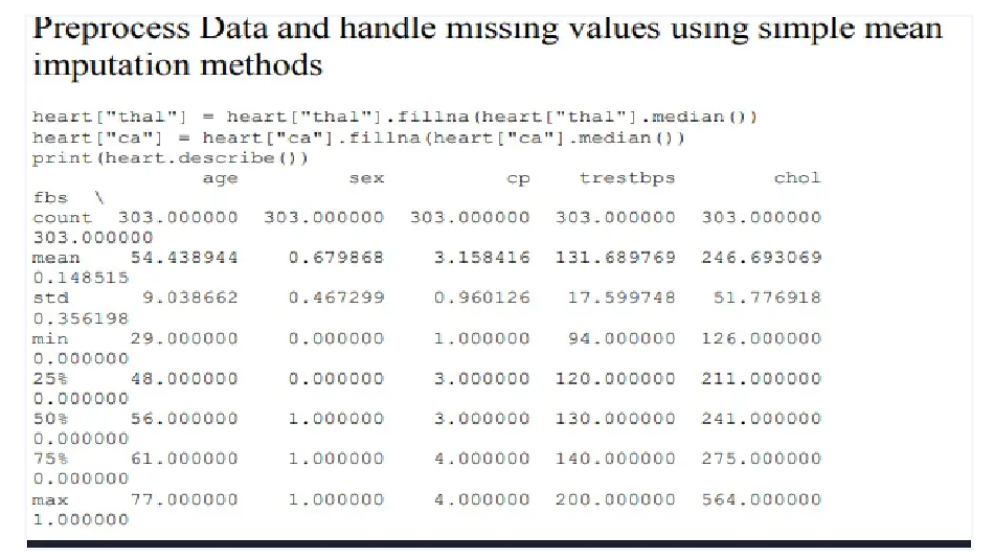 Preprocess Data and handle missing values using simple mean
imputation methods
heart["thal"] = heart["thal"].fillna(heart["thal"].median())
heart["ca"] = heart["ca"].fillna(heart["ca"].median())
print(heart.describe())
age sex cp trestbps chol
fbs \
count 303.000000 303.000000 303.000000 303.000000 303.000000
303.000000
mean 54.438944 0.679868 3.158416 131.689769 246.693069
0.148515
std 9.038662 0.467299 0.960126 17.599748 51.776918
0.356198
min 29.000000 0.000000 1.000000 94.000000 126.000000
0.000000
25% 48.000000 0.000000 3.000000 120.000000 211.000000
0.000000
50% 56.000000 1.000000 3.000000 130.000000 241.000000
0.000000
75% 61.000000 1.000000 4.000000 140.000000 275.000000
0.000000
max 77.000000 1.000000 4.000000 200.000000 564.000000
1.000000